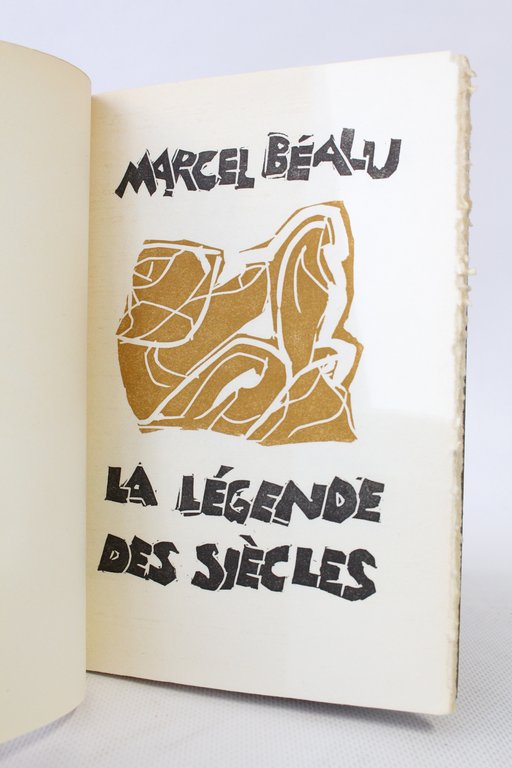 MARCEL BÉALU
LA LÉGENDE
DES SIÈCLES